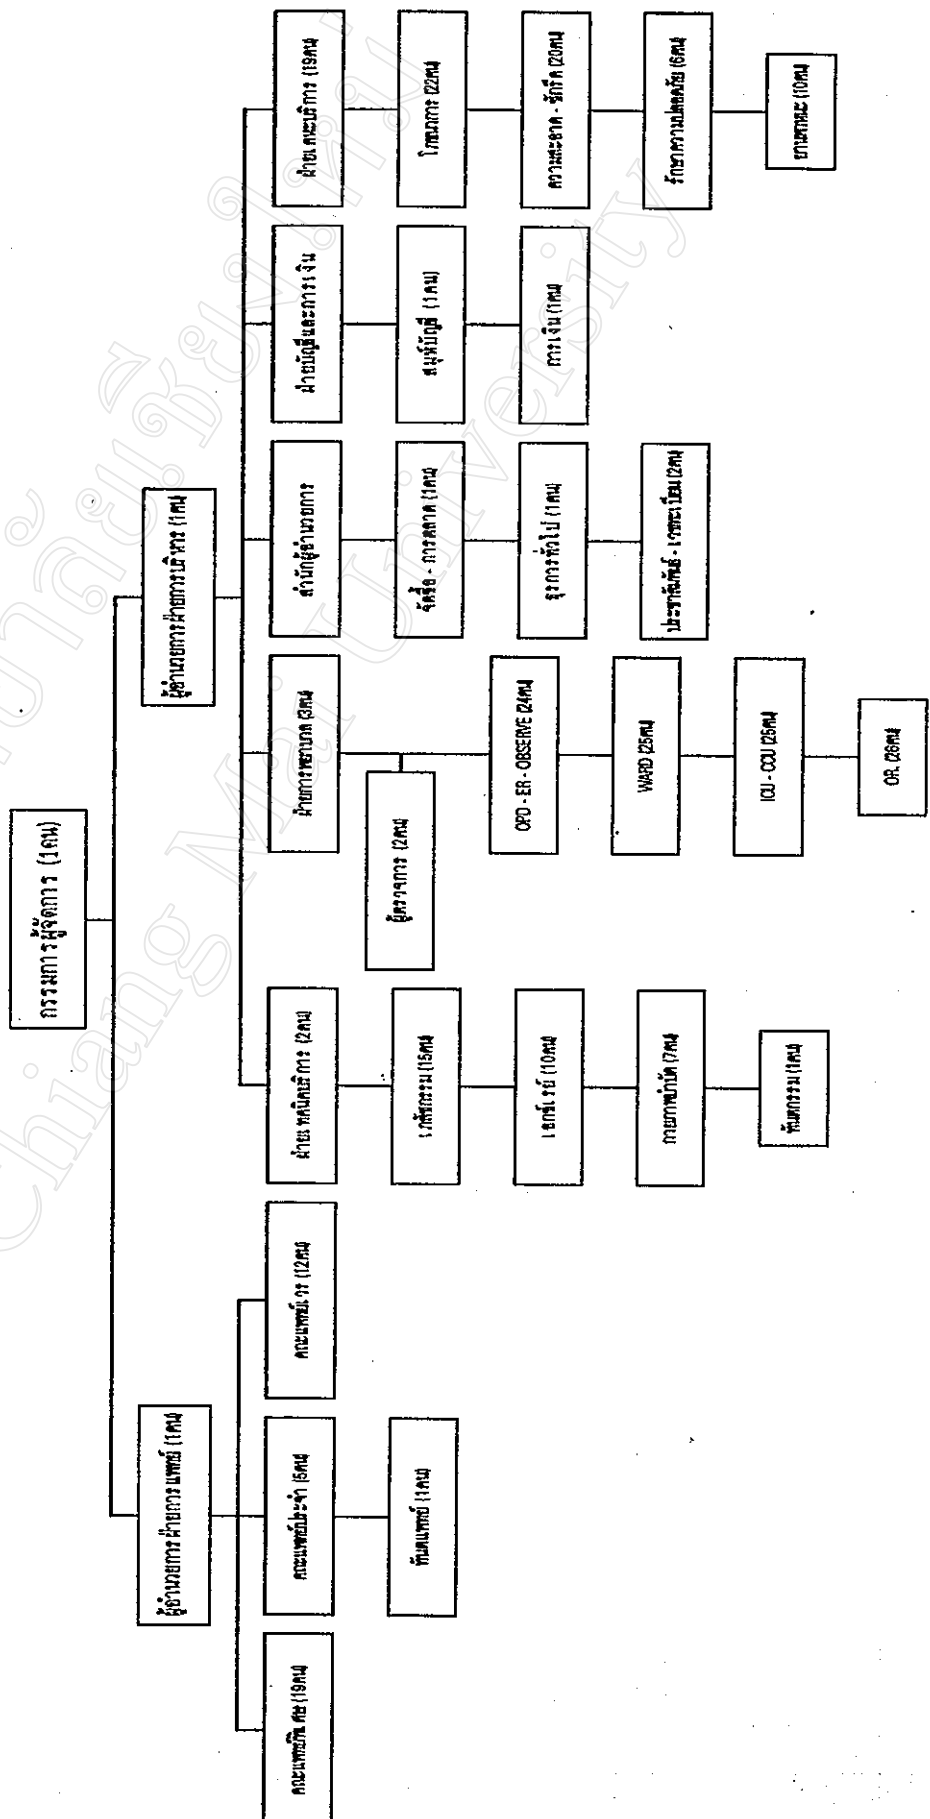 กรรมการผู้จัดการ (1คน)
ผู้อำนวยการฝ่ายการแพทย์ (1คน)
ผู้อำนวยการฝ่ายการบริหาร (1คน)
คณะแพทย์พิเศษ (19คน)
คณะแพทย์ประจำ (5คน)
คณะแพทย์เวร (12คน)
ฝ่ายเทคนิคบริการ (2คน)
ฝ่ายการพยาบาล (3คน)
สำนักผู้อำนวยการ
ฝ่ายบัญชีและการเงิน
ฝ่ายเคหะบริการ (19คน)
ทันตแพทย์ (1คน)
เภสัชกรรม (15คน)
ผู้ตรวจการ (2คน)
จัดซื้อ - การตลาด (1คน)
สมุห์บัญชี (1คน)
โภชนาการ (22คน)
เอกซ์เรย์ (10คน)
OPD - ER - OBSERVE (24คน)
ธุรการทั่วไป (1คน)
การเงิน (1คน)
ความสะอาด - ซักรีด (20คน)
กายภาพบำบัด (7คน)
WARD (25คน)
ประชาสัมพันธ์ - เวชทะเบียน (2คน)
รักษาความปลอดภัย (6คน)
ทันตกรรม (1คน)
ICU - CCU (25คน)
ยานพาหนะ (10คน)
OR. (26คน)
Chiang Mai University